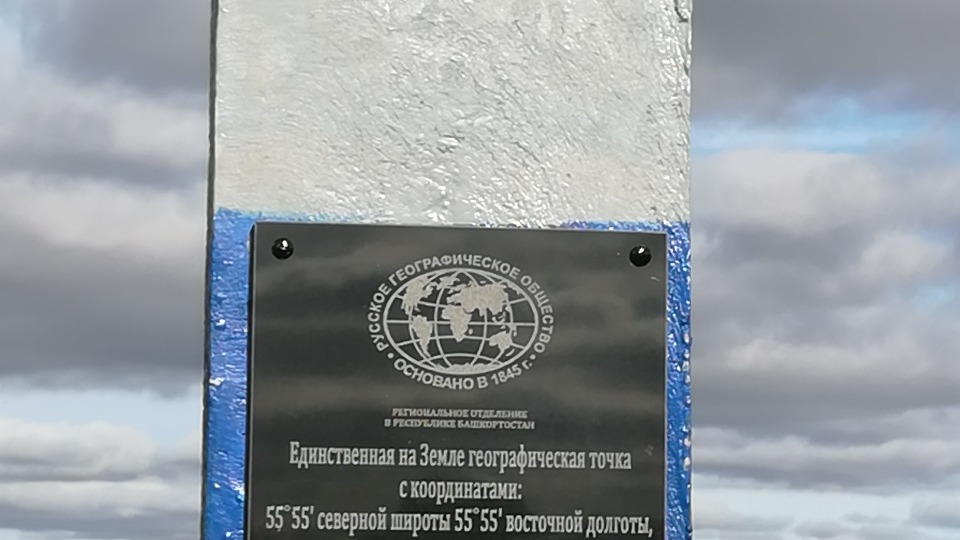 РУССКОЕ ГЕОГРАФИЧЕСКОЕ ОБЩЕСТВО
• ОСНОВАНО В 1845 г. •
РЕГИОНАЛЬНОЕ ОТДЕЛЕНИЕ
В РЕСПУБЛИКЕ БАШКОРТОСТАН
Единственная на Земле географическая точка
с координатами:
55°55' северной широты 55°55' восточной долготы,